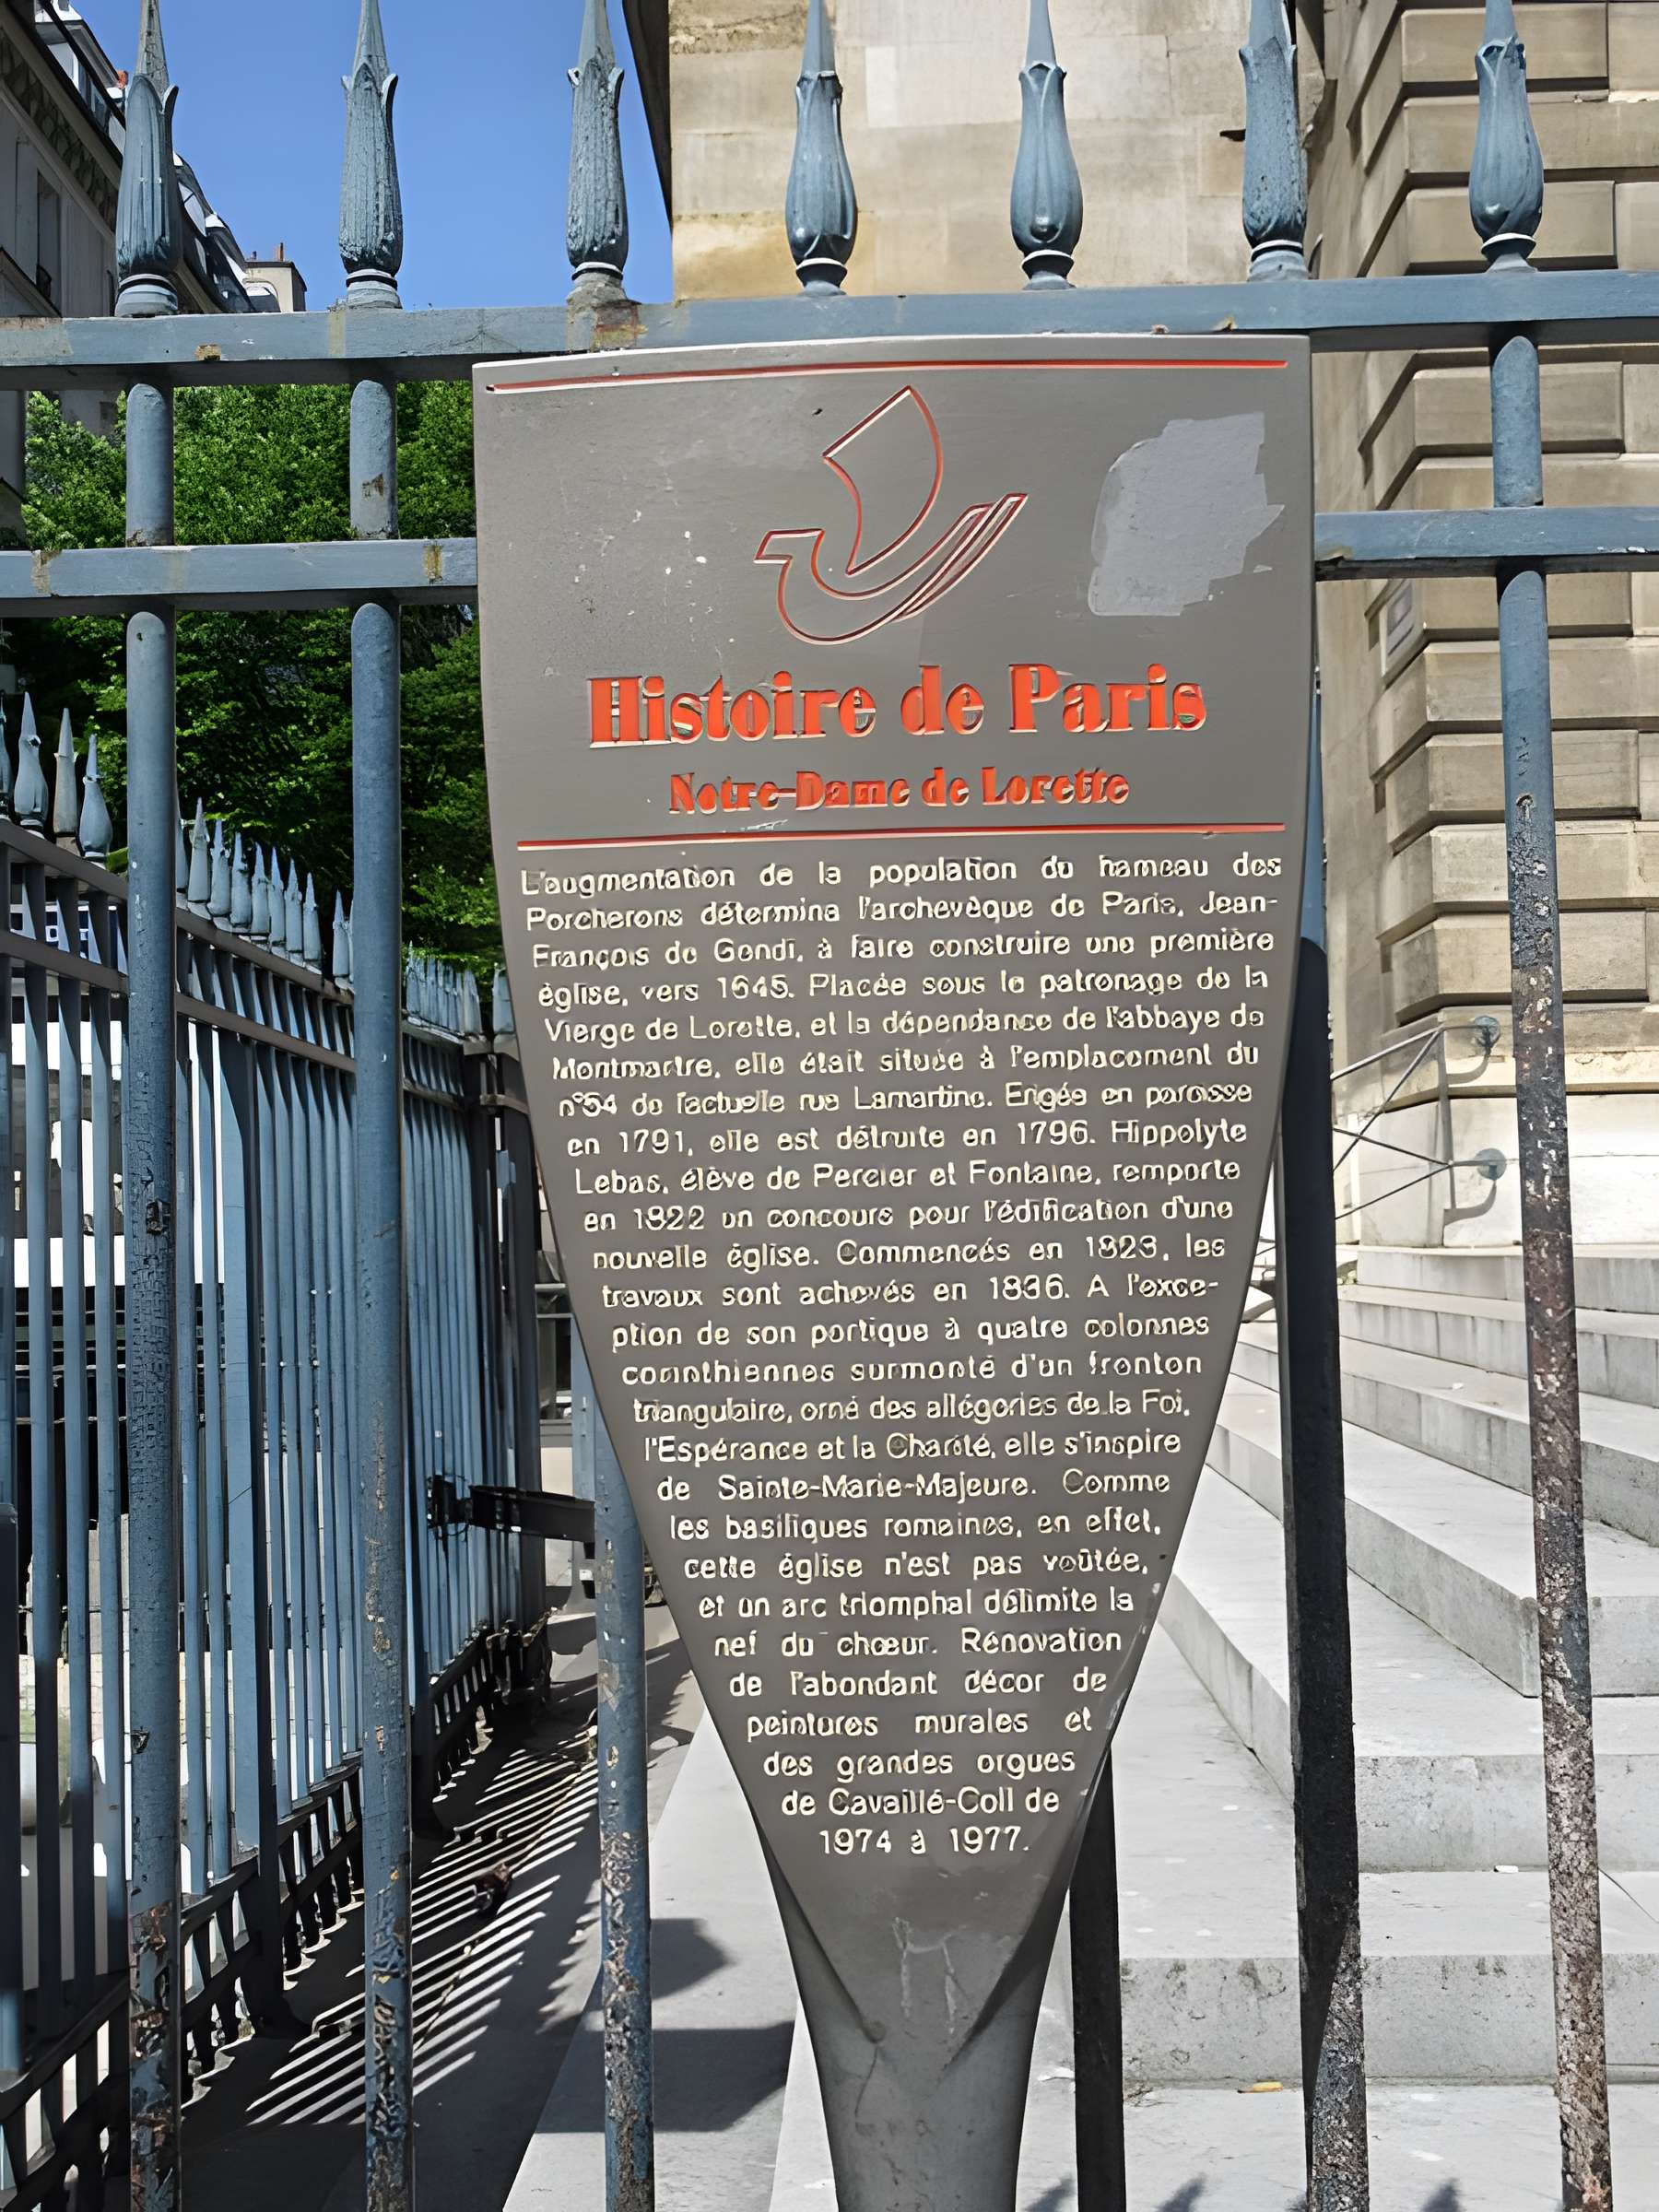 Histoire de Paris
Notre-Dame de Lorette
L'augmentation de la population du hameau des
Porcherons détermina l'archevêque de Paris, Jean-
François de Gondi, à faire construire une première
église, vers 1645. Placée sous le patronage de la
Vierge de Lorette, et la dépendance de l'abbaye de
Montmartre, elle était située à l'emplacement du
n°54 de l'actuelle rue Lamartine. Erigée en paroisse
en 1791, elle est détruite en 1796. Hippolyte
Lebas, élève de Percier et Fontaine, remporte
en 1822 un concours pour l'édification d'une
nouvelle église. Commencés en 1823, les
travaux sont achevés en 1836. A l'exce-
ption de son portique à quatre colonnes
corinthiennes surmonté d'un fronton
triangulaire, orné des allégories de la Foi,
l'Espérance et la Charité, elle s'inspire
de Sainte-Marie-Majeure. Comme
les basiliques romaines, en effet,
cette église n'est pas voûtée,
et un arc triomphal délimite la
nef du chœur. Rénovation
de l'abondant décor de
peintures murales et
des grandes orgues
de Cavaillé-Coll de
1974 à 1977.